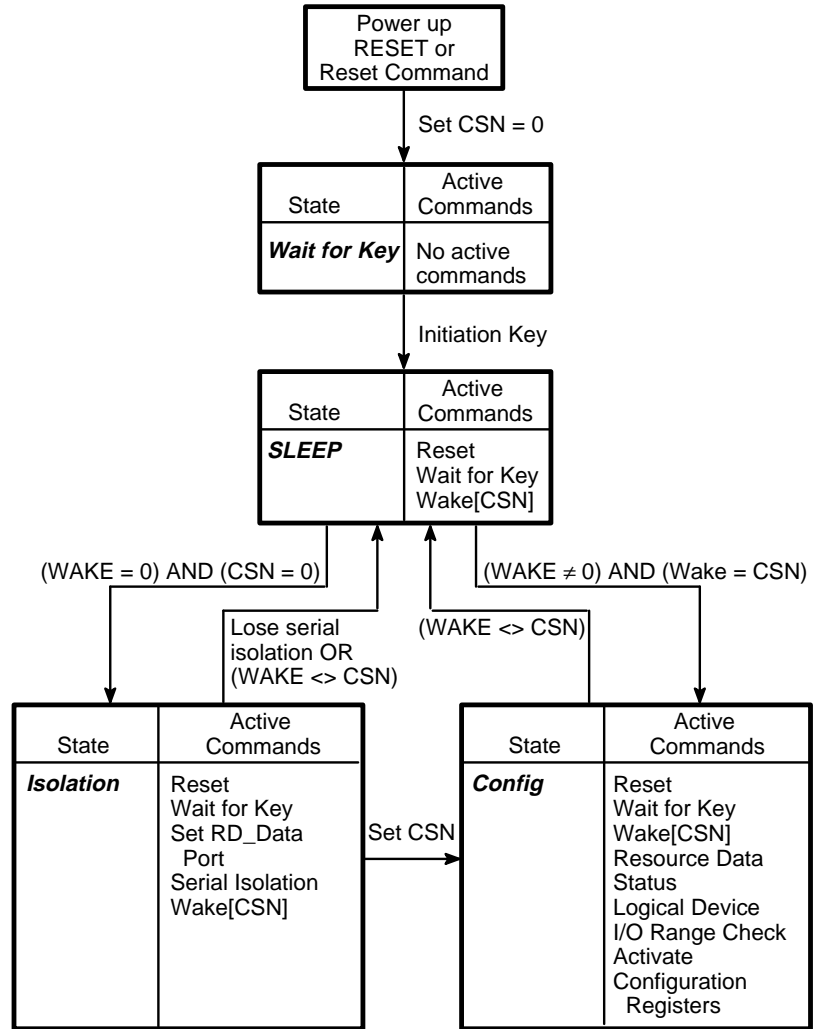 Power up
RESET or
Reset Command
Set CSN = 0
State
Active
Commands
Wait for Key
No active
commands
Initiation Key
State
Active
Commands
SLEEP
Reset
Wait for Key
Wake[CSN]
(WAKE = 0) AND (CSN = 0)
(WAKE ≠ 0) AND (Wake = CSN)
Lose serial
isolation OR
(WAKE <> CSN)
(WAKE <> CSN)
State
Active
Commands
Isolation
Reset
Wait for Key
Set RD_Data
Port
Serial Isolation
Wake[CSN]
Set CSN
State
Active
Commands
Config
Reset
Wait for Key
Wake[CSN]
Resource Data
Status
Logical Device
I/O Range Check
Activate
Configuration
Registers